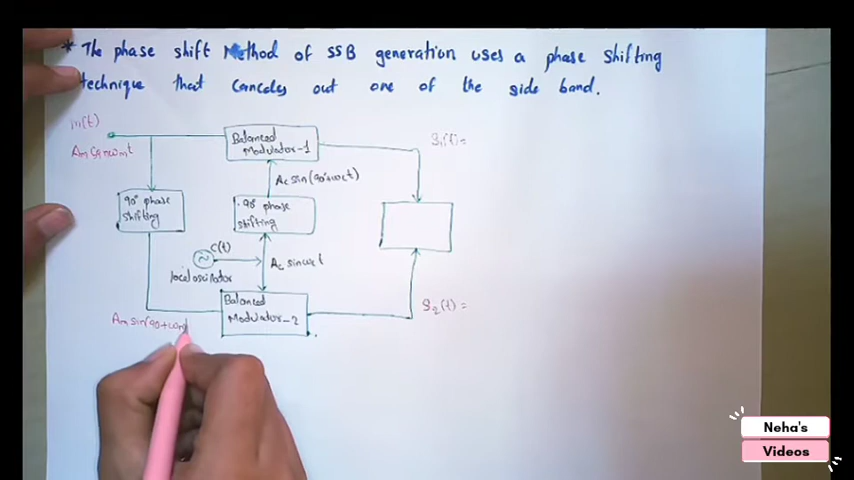 * The phase shift Method of SSB generation uses a phase Shifting
technique that Canceles out one of the side band.
m(t)
Am sin ωmt
Balanced
Modulator-1
S1(t)=
Ac sin(90°+ωct)
90° phase
shifting
90° phase
shifting
C(t)
local oscillator
Ac sin ωct
Balanced
Modulator-2
S2(t)=
Am sin(90+ωm
Neha's
Videos